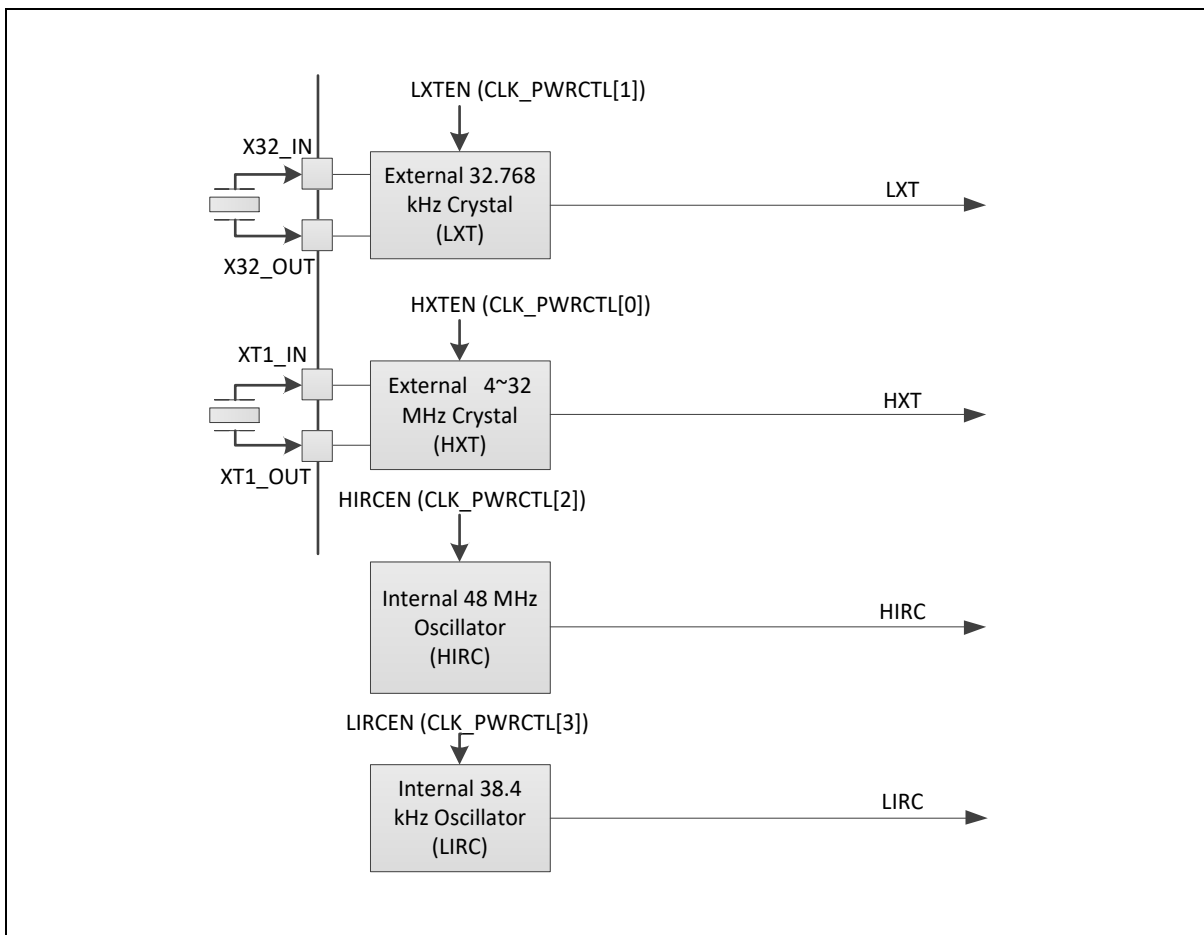 LXTEN (CLK_PWRCTL[1])
X32_IN
External 32.768
kHz Crystal
(LXT)
LXT
X32_OUT
HXTEN (CLK_PWRCTL[0])
XT1_IN
External 4~32
MHz Crystal
(HXT)
HXT
XT1_OUT
HIRCEN (CLK_PWRCTL[2])
Internal 48 MHz
Oscillator
(HIRC)
HIRC
LIRCEN (CLK_PWRCTL[3])
Internal 38.4
kHz Oscillator
(LIRC)
LIRC